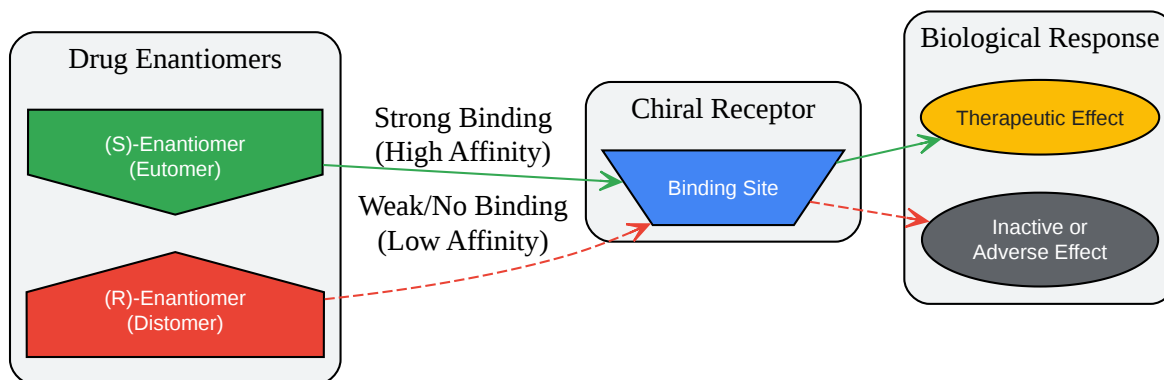 Drug Enantiomers
(S)-Enantiomer
(Eutomer)
(R)-Enantiomer
(Distomer)
Strong Binding
(High Affinity)
Weak/No Binding
(Low Affinity)
Chiral Receptor
Binding Site
Biological Response
Therapeutic Effect
Inactive or
Adverse Effect